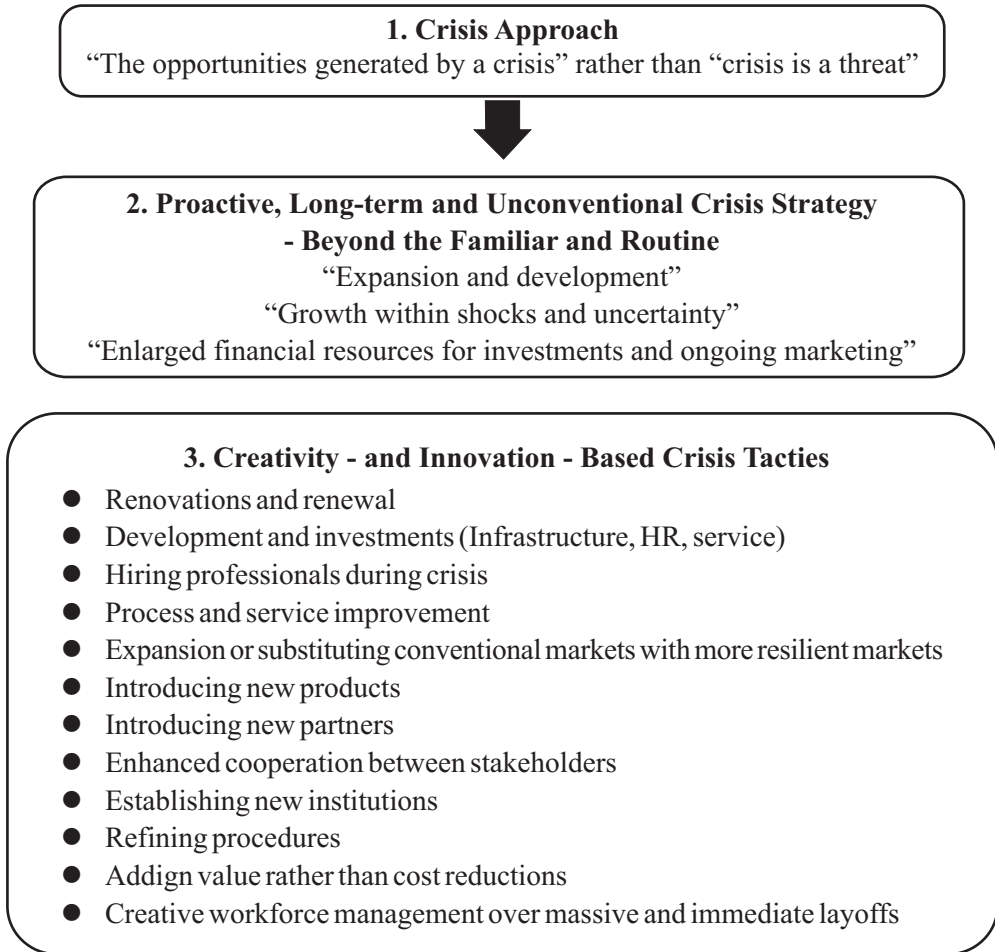 1. Crisis Approach
“The opportunities generated by a crisis” rather than “crisis is a threat”
2. Proactive, Long-term and Unconventional Crisis Strategy
- Beyond the Familiar and Routine
“Expansion and development”
“Growth within shocks and uncertainty”
“Enlarged financial resources for investments and ongoing marketing”
3. Creativity - and Innovation - Based Crisis Tacties
● Renovations and renewal
● Development and investments (Infrastructure, HR, service)
● Hiring professionals during crisis
● Process and service improvement
● Expansion or substituting conventional markets with more resilient markets
● Introducing new products
● Introducing new partners
● Enhanced cooperation between stakeholders
● Establishing new institutions
● Refining procedures
● Addign value rather than cost reductions
● Creative workforce management over massive and immediate layoffs